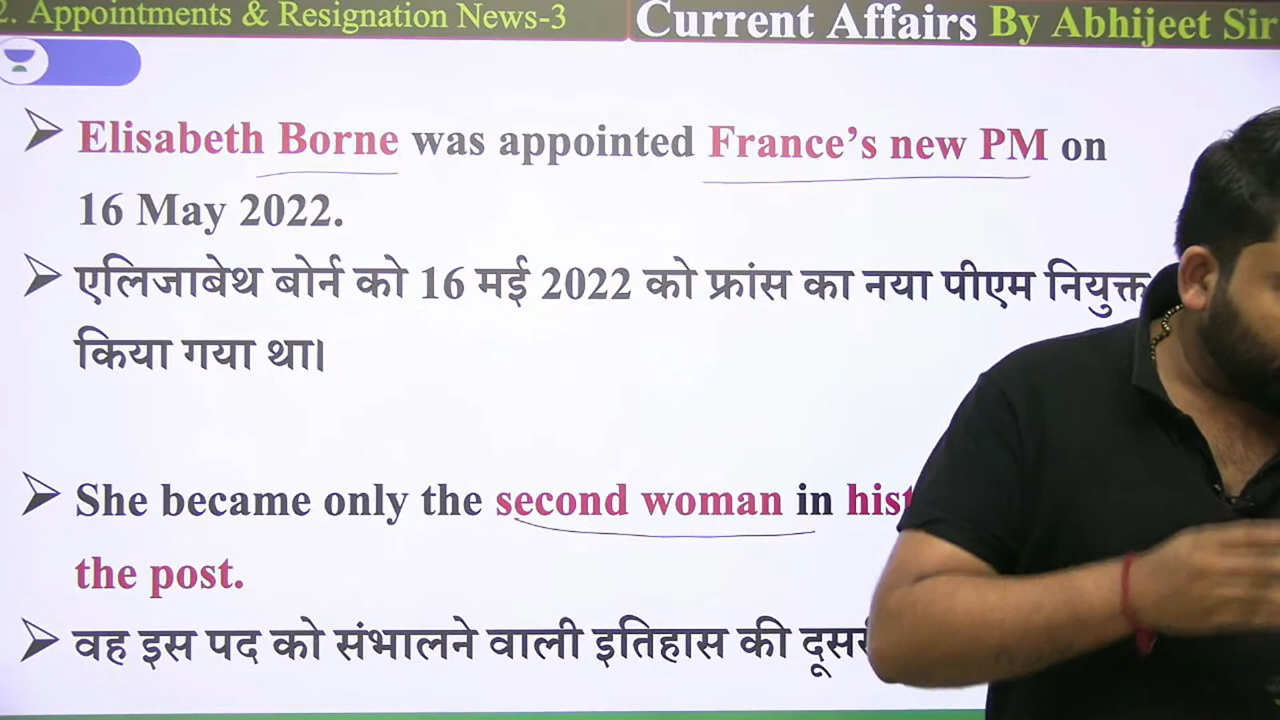 2. Appointments & Resignation News-3
Current Affairs By Abhijeet Sir
Elisabeth Borne was appointed France's new PM on
16 May 2022.
एलिजाबेथ बोर्न को 16 मई 2022 को फ्रांस का नया पीएम नियुक्त
किया गया था।
She became only the second woman in
the post.
वह इस पद को संभालने वाली इतिहास की